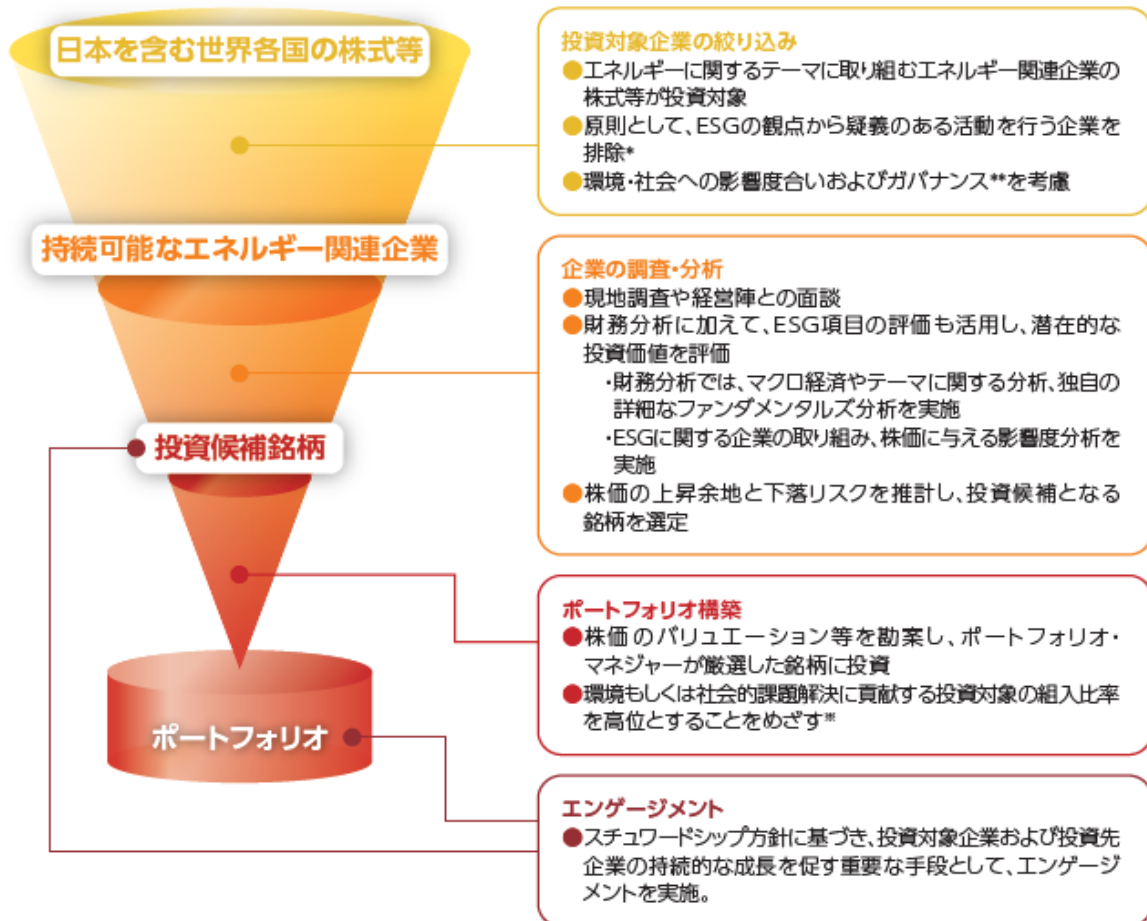 日本を含む世界各国の株式等
持続可能なエネルギー関連企業
投資候補銘柄
ポートフォリオ
投資対象企業の絞り込み
●エネルギーに関するテーマに取り組むエネルギー関連企業の
株式等が投資対象
●原則として、ESGの観点から疑義のある活動を行う企業を
排除*
●環境・社会への影響度合いおよびガバナンス**を考慮
企業の調査・分析
●現地調査や経営陣との面談
●財務分析に加えて、ESG項目の評価も活用し、潜在的な
投資価値を評価
・財務分析では、マクロ経済やテーマに関する分析、独自の
詳細なファンダメンタルズ分析を実施
・ESGに関する企業の取り組み、株価に与える影響度分析を
実施
●株価の上昇余地と下落リスクを推計し、投資候補となる
銘柄を選定
ポートフォリオ構築
●株価のバリュエーション等を勘案し、ポートフォリオ・
マネジャーが厳選した銘柄に投資
●環境もしくは社会的課題解決に貢献する投資対象の組入比率
を高位とすることをめざす※
エンゲージメント
●スチュワードシップ方針に基づき、投資対象企業および投資先
企業の持続的な成長を促す重要な手段として、エンゲージ
メントを実施。